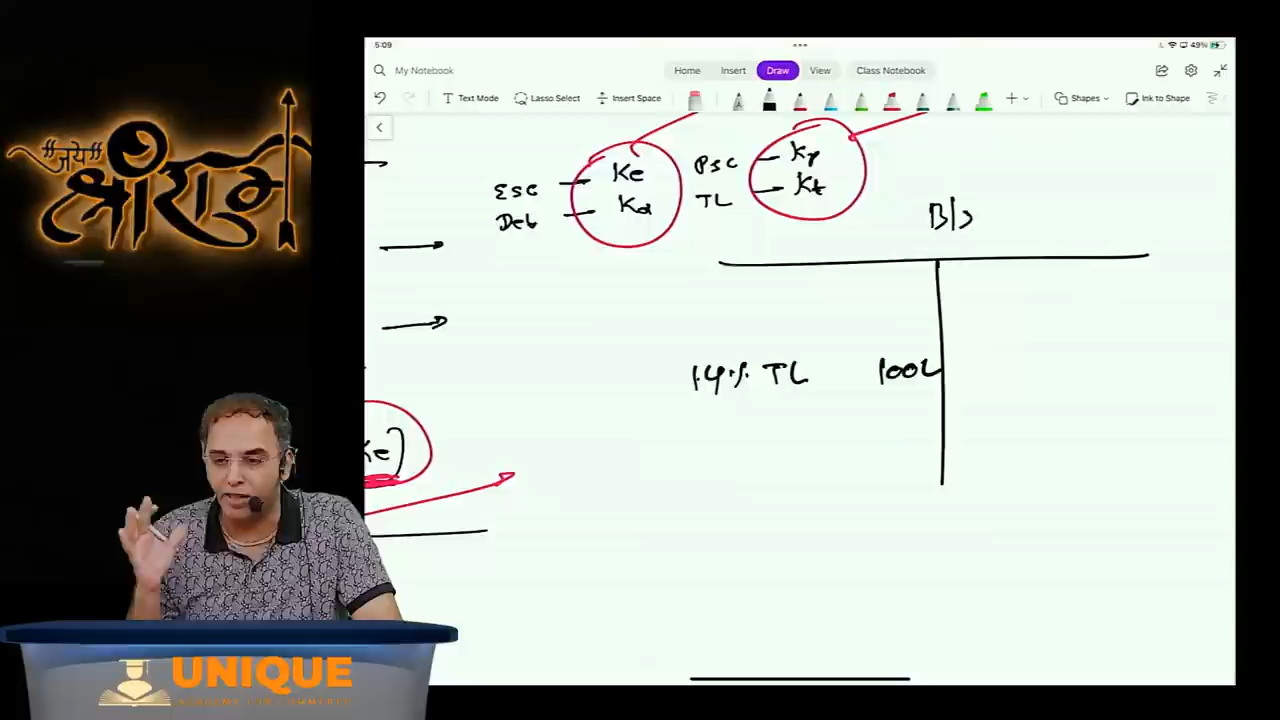 5:09
49%
My Notebook
Home Insert Draw View Class Notebook
Text Mode Lasso Select Insert Space Shapes Ink to Shape
"जय"
श्रीराम
ESC → Ke
Deb → Kd
PSC → Kp
TL → Kt
B/S
14% TL 100L
Ke)
UNIQUE